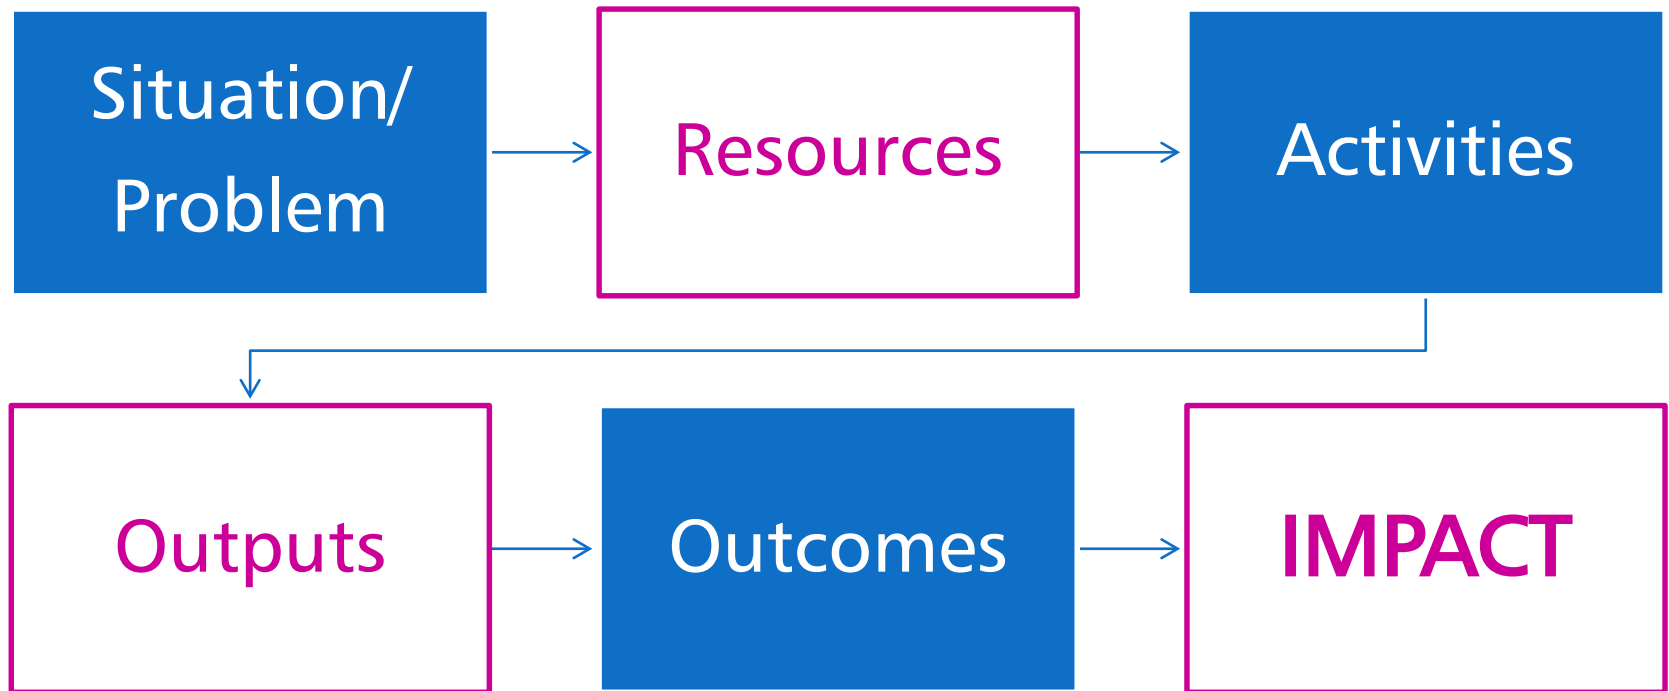 Situation/
Problem
Resources
Activities
Outputs
Outcomes
IMPACT